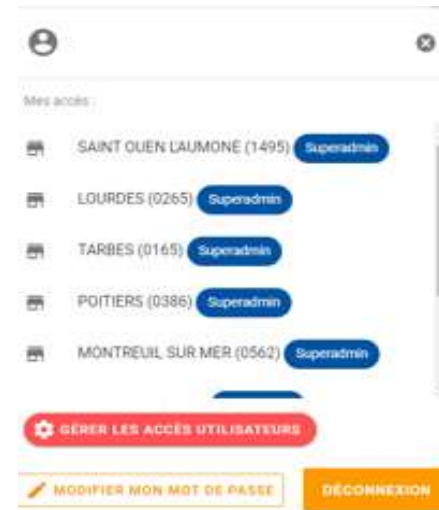 Mes accès :
SAINT OUEN L'AUMONE (1495) Superadmin
LOURDES (0265) Superadmin
TARBES (0165) Superadmin
POITIERS (0386) Superadmin
MONTREUIL SUR MER (0562) Superadmin
GÉRER LES ACCÈS UTILISATEURS
MODIFIER MON MOT DE PASSE
DÉCONNEXION